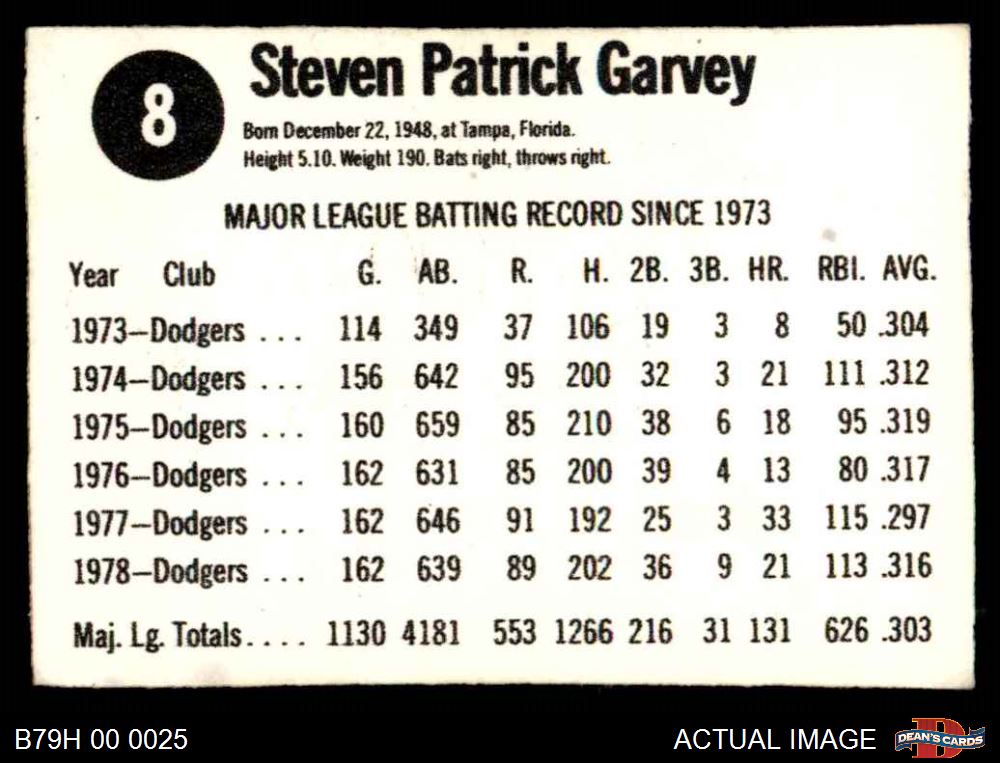 8
Steven Patrick Garvey
Born December 22, 1948, at Tampa, Florida.
Height 5.10. Weight 190. Bats right, throws right.
MAJOR LEAGUE BATTING RECORD SINCE 1973
Year Club G. AB. R. H. 2B. 3B. HR. RBI. AVG.
1973—Dodgers ... 114 349 37 106 19 3 8 50 .304
1974—Dodgers ... 156 642 95 200 32 3 21 111 .312
1975—Dodgers ... 160 659 85 210 38 6 18 95 .319
1976—Dodgers ... 162 631 85 200 39 4 13 80 .317
1977—Dodgers ... 162 646 91 192 25 3 33 115 .297
1978—Dodgers ... 162 639 89 202 36 9 21 113 .316
Maj. Lg. Totals.... 1130 4181 553 1266 216 31 131 626 .303
B79H 00 0025 ACTUAL IMAGE DEAN'S CARDS